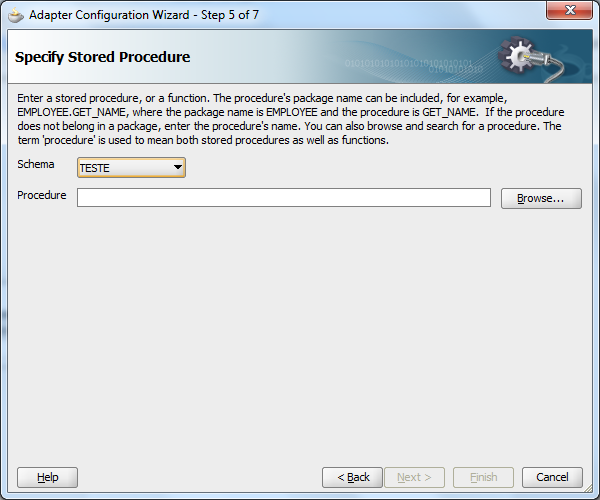 Adapter Configuration Wizard - Step 5 of 7
Specify Stored Procedure
0101010101010101010101010101
010101010101
Enter a stored procedure, or a function. The procedure's package name can be included, for example,
EMPLOYEE.GET_NAME, where the package name is EMPLOYEE and the procedure is GET_NAME.  If the procedure
does not belong in a package, enter the procedure's name. You can also browse and search for a procedure. The
term 'procedure' is used to mean both stored procedures as well as functions.
Schema
TESTE
Procedure
Browse...
Help
< Back
Next >
Finish
Cancel